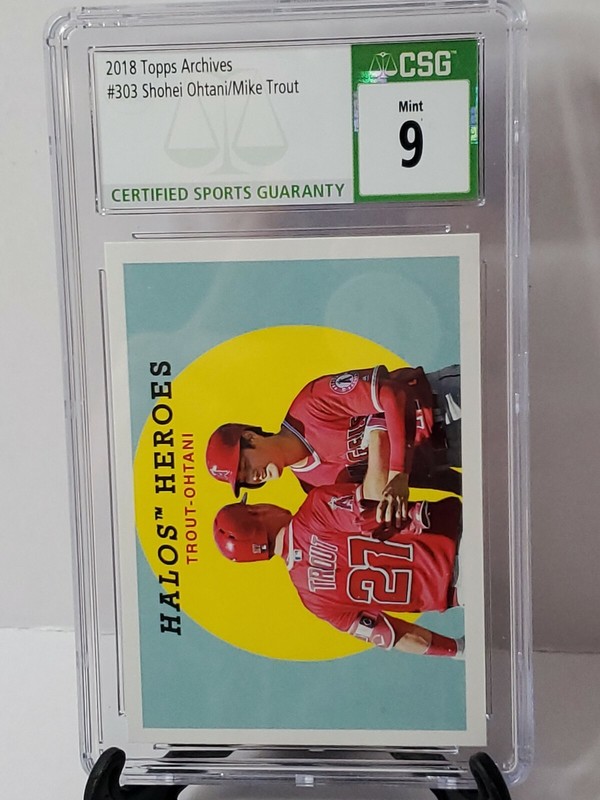 2018 Topps Archives
#303 Shohei Ohtani/Mike Trout
CSG™
Mint
9
CERTIFIED SPORTS GUARANTY
HALOS™ HEROES
TROUT-OHTANI
TROUT
27